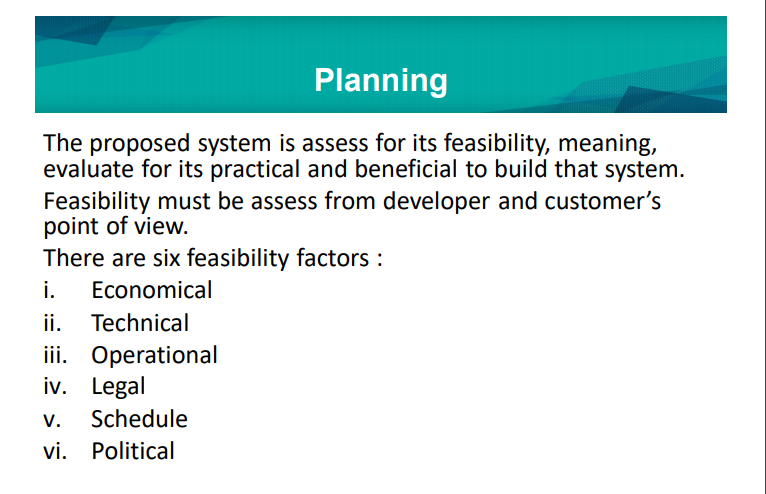 Planning
The proposed system is assess for its feasibility, meaning,
evaluate for its practical and beneficial to build that system.
Feasibility must be assess from developer and customer's
point of view.
There are six feasibility factors :
i. Economical
ii. Technical
iii. Operational
iv. Legal
v. Schedule
vi. Political